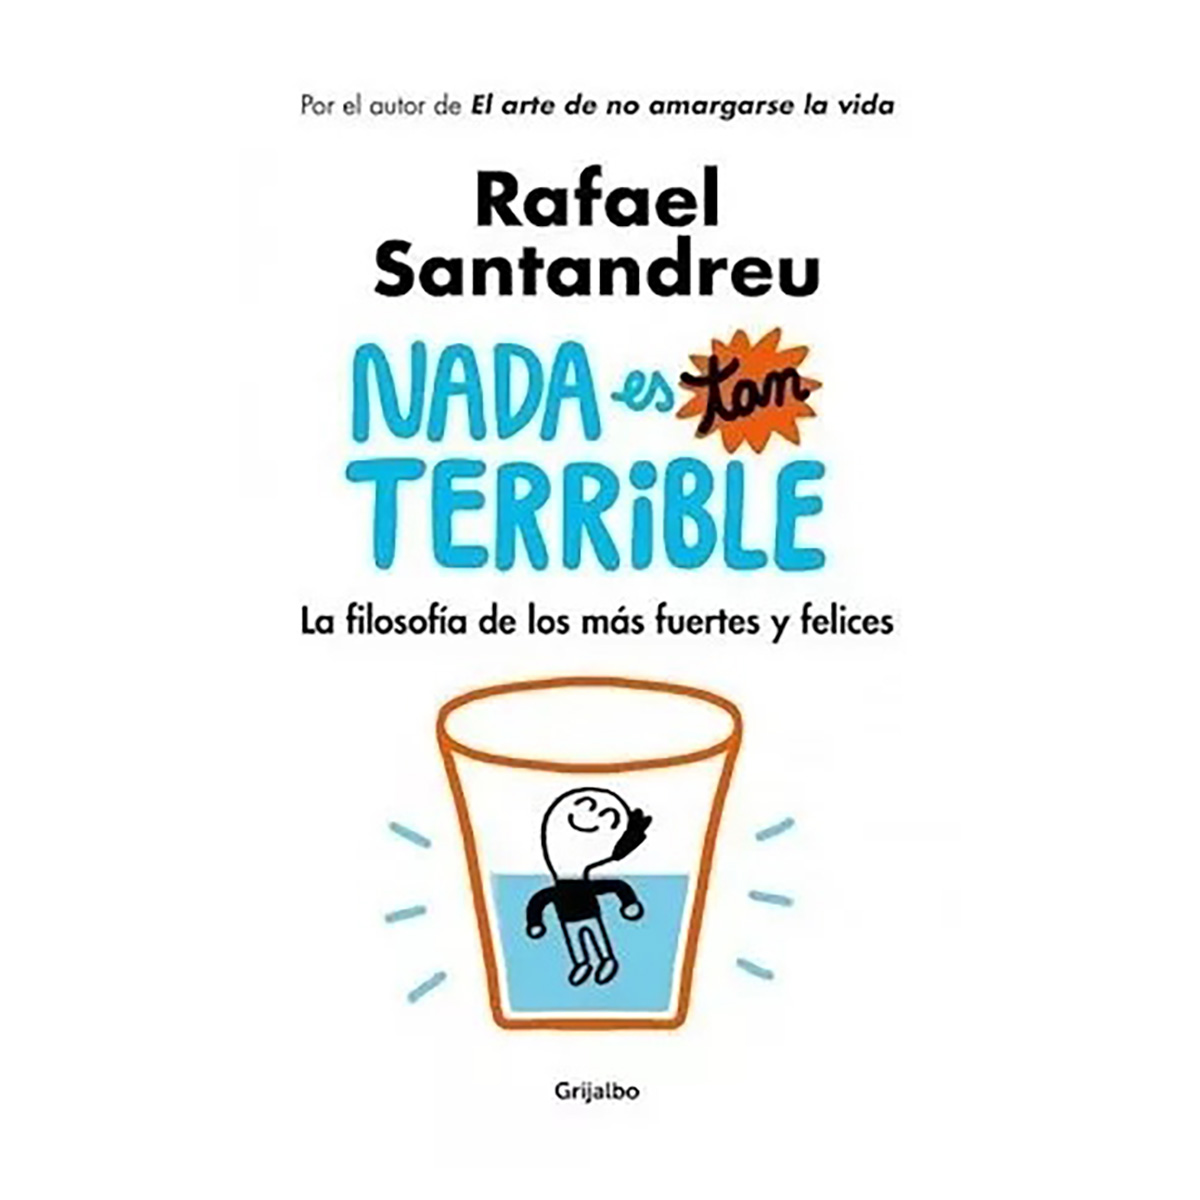 Por el autor de El arte de no amargarse la vida
Rafael
Santandreu
NADA es tan
TERRiBLE
La filosofía de los más fuertes y felices
Grijalbo